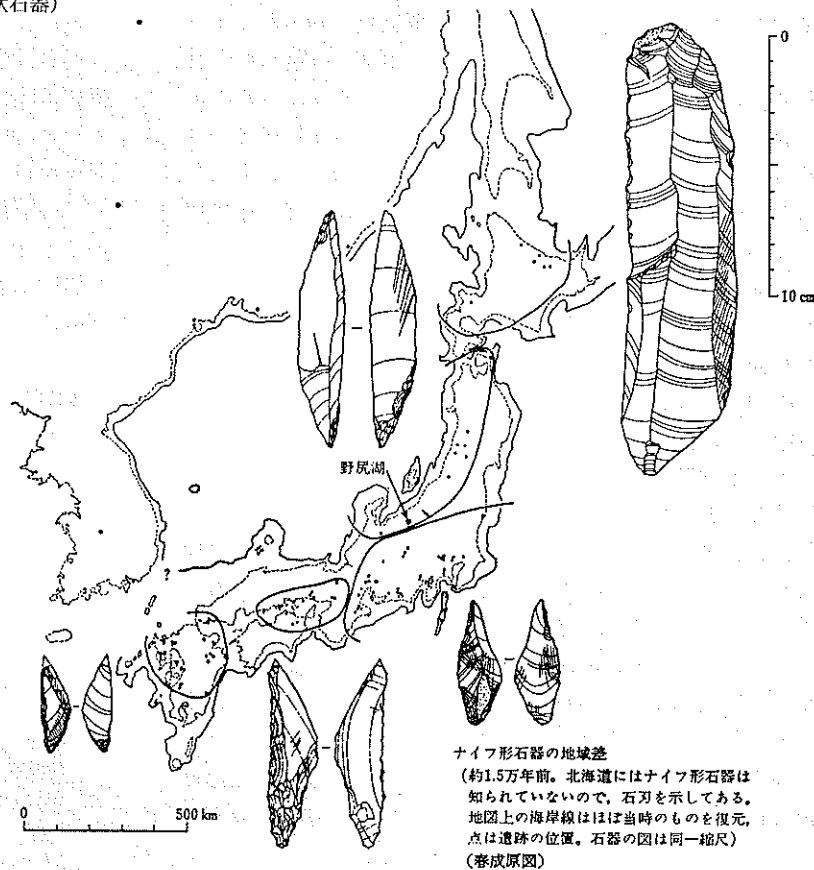 状石器)
0
10 cm
野尻湖
?
0
500 km
ナイフ形石器の地域差
(約1.5万年前。北海道にはナイフ形石器は
知られていないので,石刃を示してある。
地図上の海岸線はほぼ当時のものを復元,
点は遺跡の位置。石器の図は同一縮尺)
(春成原図)